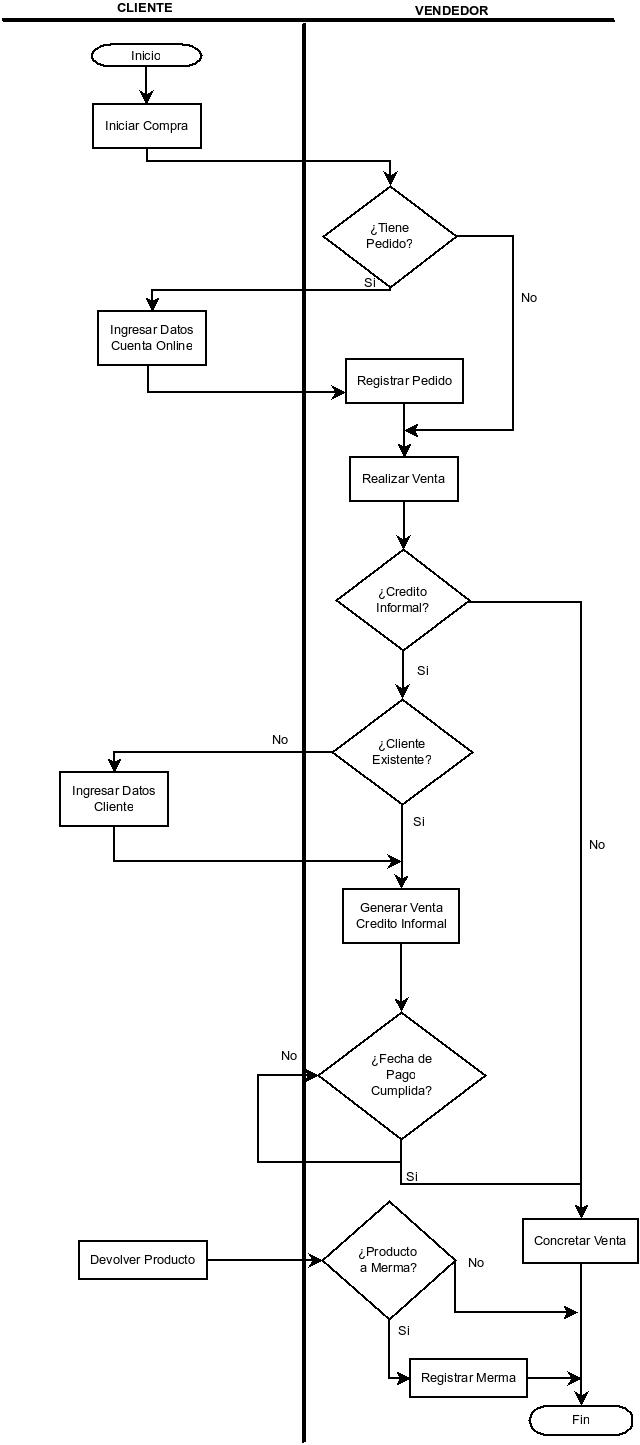 CLIENTE
VENDEDOR
Inicio
Iniciar Compra
¿Tiene
Pedido?
Si
No
Ingresar Datos
Cuenta Online
Registrar Pedido
Realizar Venta
¿Credito
Informal?
Si
No
¿Cliente
Existente?
No
Ingresar Datos
Cliente
Si
Generar Venta
Credito Informal
¿Fecha de
Pago
Cumplida?
No
Si
Concretar Venta
Devolver Producto
¿Producto
a Merma?
No
Si
Registrar Merma
Fin